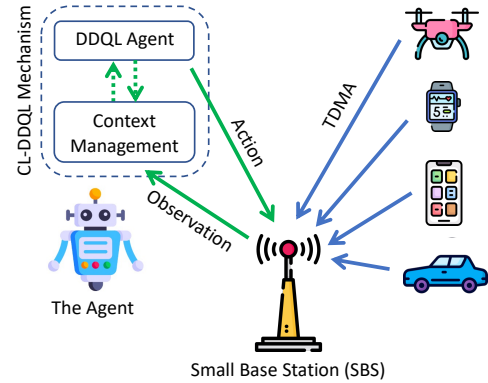 CL-DDQL Mechanism
DDQL Agent
Context
Management
Action
Observation
TDMA
5
The Agent
Small Base Station (SBS)